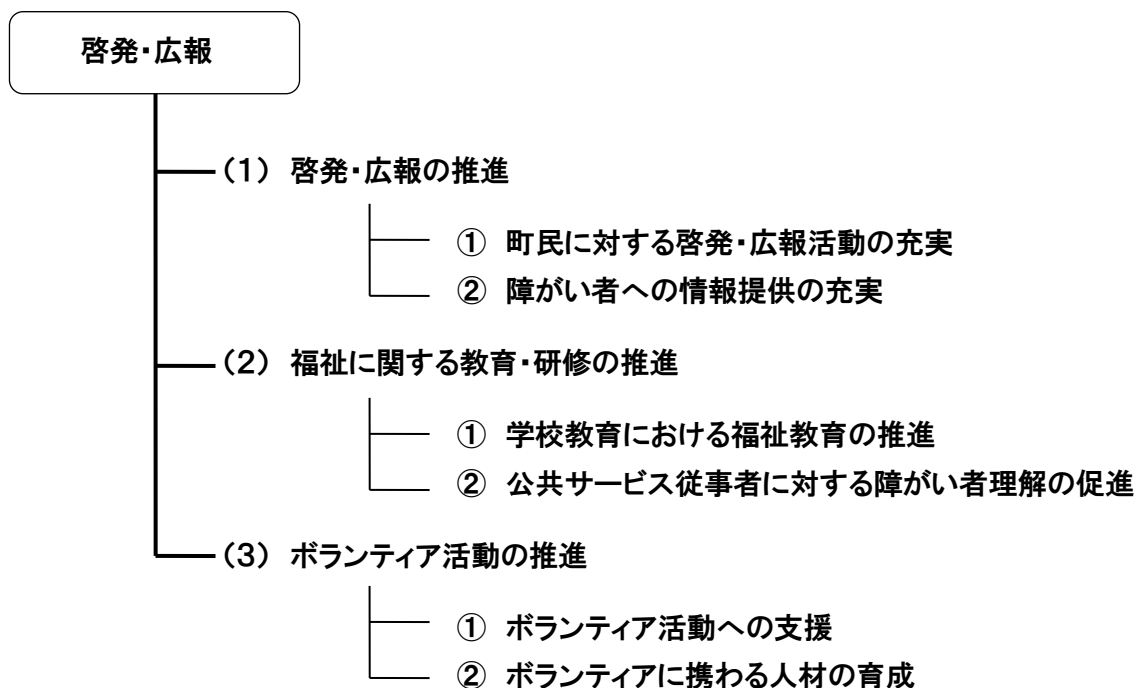 啓発・広報
（１） 啓発・広報の推進
① 町民に対する啓発・広報活動の充実
② 障がい者への情報提供の充実
（２） 福祉に関する教育・研修の推進
① 学校教育における福祉教育の推進
② 公共サービス従事者に対する障がい者理解の促進
（３） ボランティア活動の推進
① ボランティア活動への支援
② ボランティアに携わる人材の育成